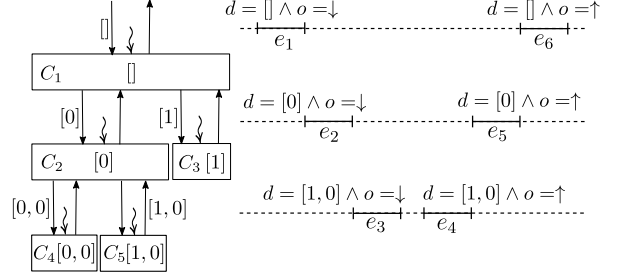 []
C₁ []
[0] [1]
C₂ [0] C₃ [1]
[0, 0] [1, 0]
C₄[0, 0] C₅[1, 0]
d = [] ∧ o =↓ d = [] ∧ o =↑
e₁ e₆
d = [0] ∧ o =↓ d = [0] ∧ o =↑
e₂ e₅
d = [1, 0] ∧ o =↓ d = [1, 0] ∧ o =↑
e₃ e₄